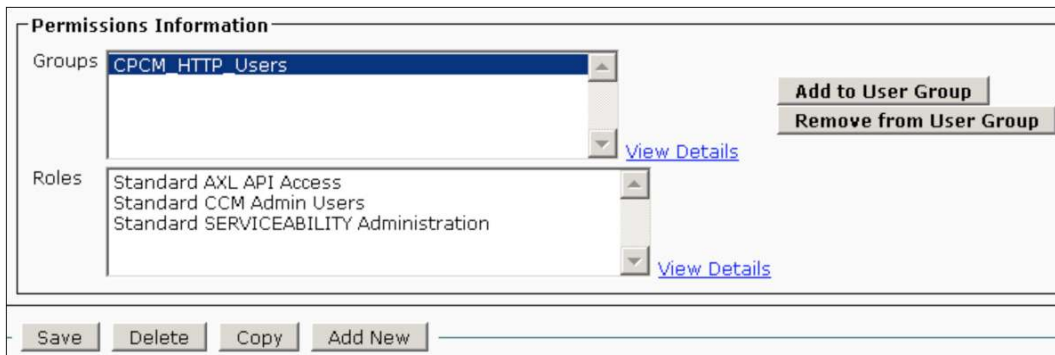 Permissions Information
Groups
CPCM_HTTP_Users
Add to User Group
Remove from User Group
View Details
Roles
Standard AXL API Access
Standard CCM Admin Users
Standard SERVICEABILITY Administration
View Details
Save Delete Copy Add New